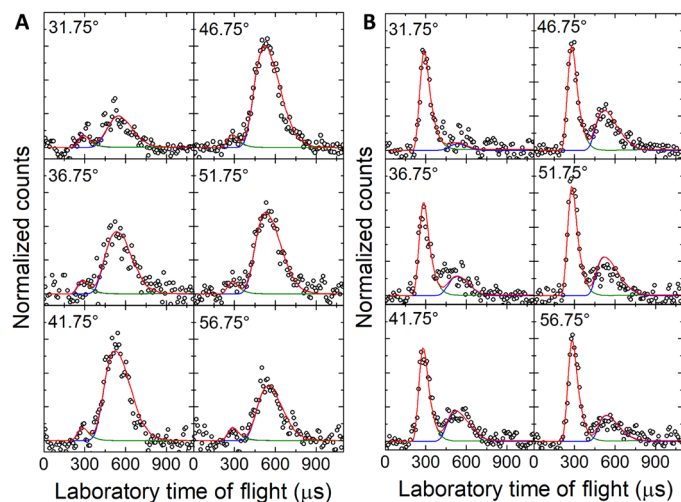 A
31.75°
46.75°
36.75°
51.75°
41.75°
56.75°
Normalized counts
0 300 600 900 0 300 600 900
Laboratory time of flight (μs)
B
31.75°
46.75°
36.75°
51.75°
41.75°
56.75°
Normalized counts
0 300 600 900 0 300 600 900
Laboratory time of flight (μs)